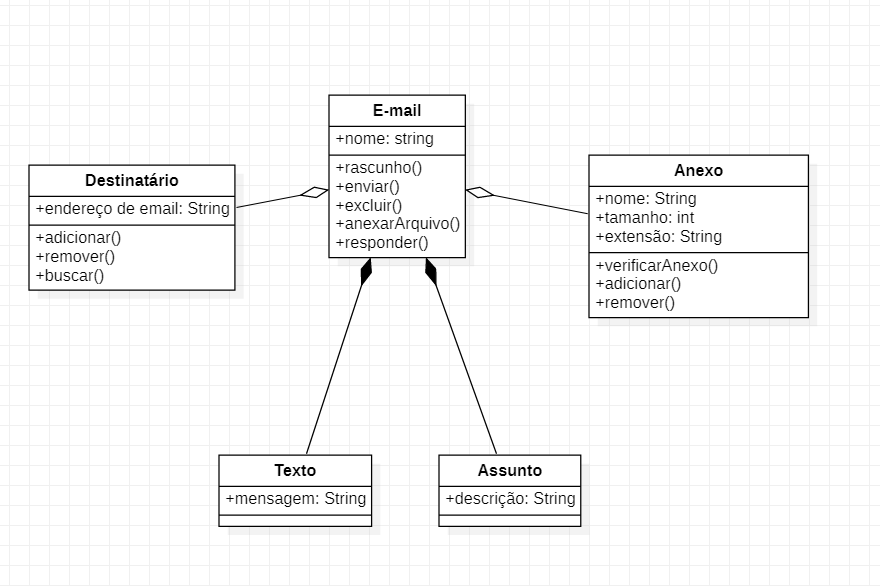 E-mail
+nome: string
+rascunho()
+enviar()
+excluir()
+anexarArquivo()
+responder()
Destinatário
+endereço de email: String
+adicionar()
+remover()
+buscar()
Anexo
+nome: String
+tamanho: int
+extensão: String
+verificarAnexo()
+adicionar()
+remover()
Texto
+mensagem: String
Assunto
+descrição: String